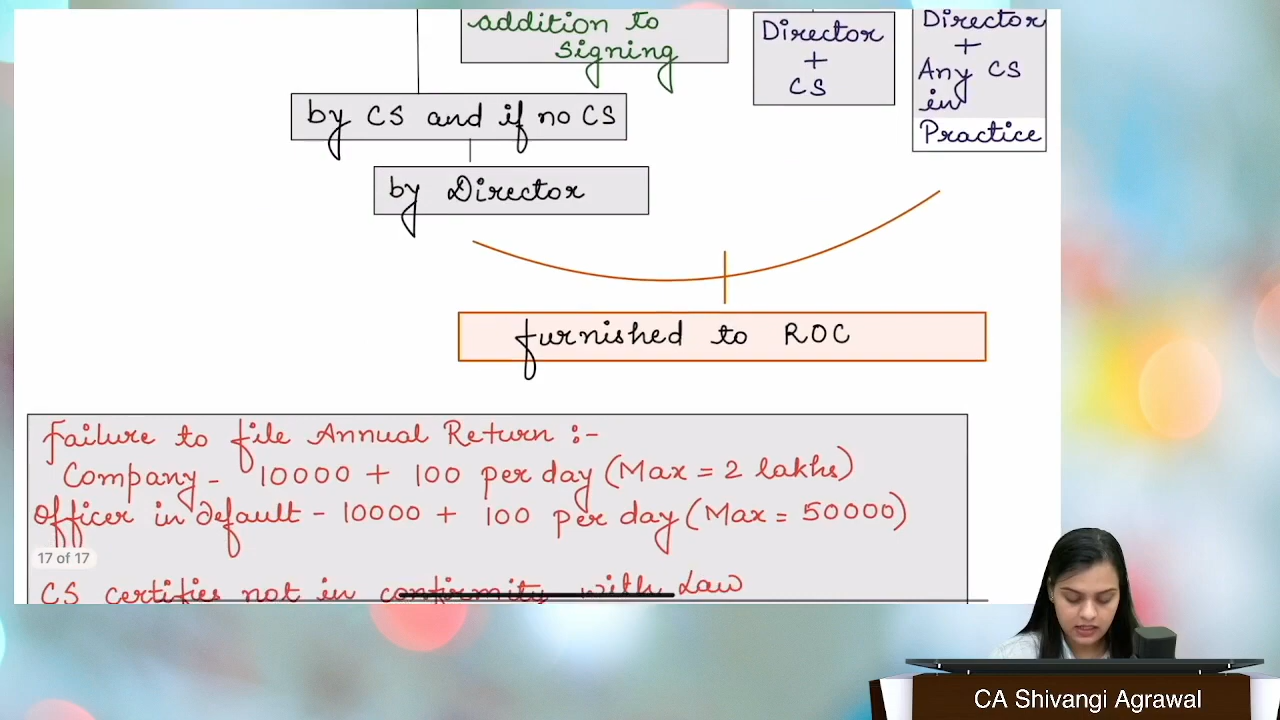 addition to
signing
Director
+
CS
Director
+
Any CS
in
Practice
by CS and if no CS
by Director
furnished to ROC
Failure to file Annual Return :-
Company - 10000 + 100 per day (Max = 2 lakhs)
Officer in default - 10000 + 100 per day (Max = 50000)
17 of 17
CS certifies not in confirmity with Law
CA Shivangi Agrawal